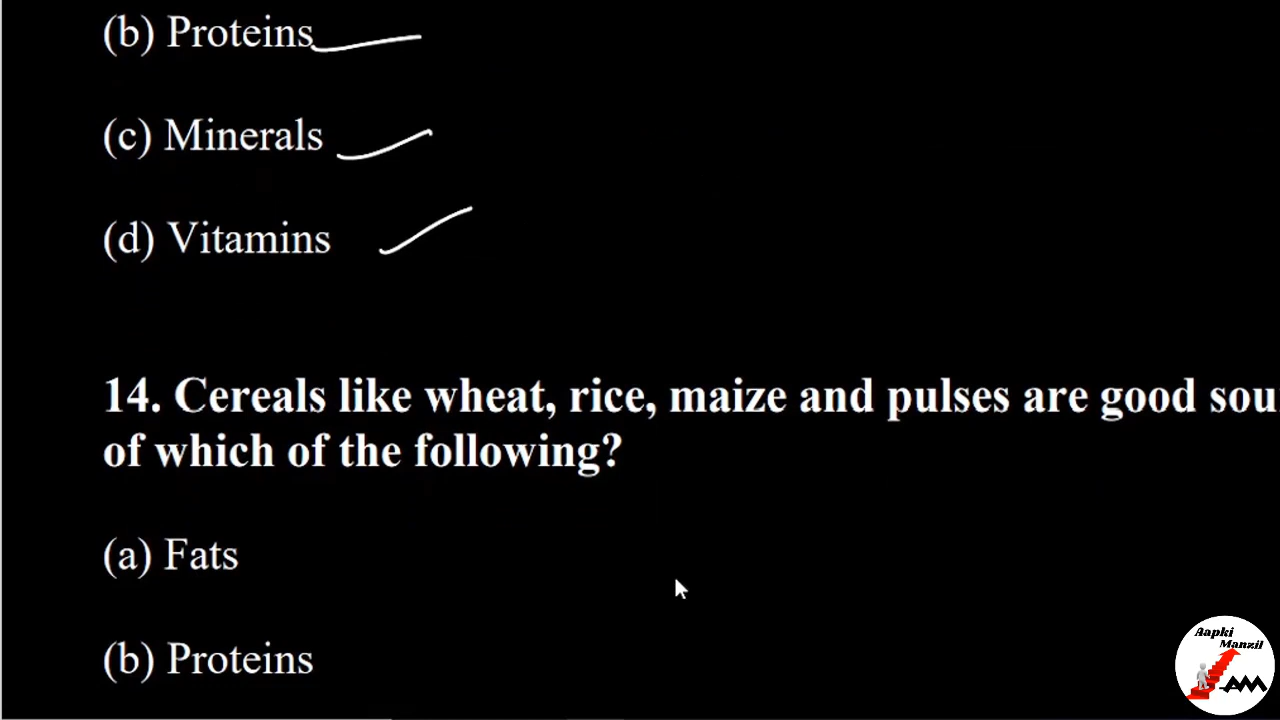 (b) Proteins
(c) Minerals
(d) Vitamins
14. Cereals like wheat, rice, maize and pulses are good sou
of which of the following?
(a) Fats
(b) Proteins
Aapki
Manzil
AM